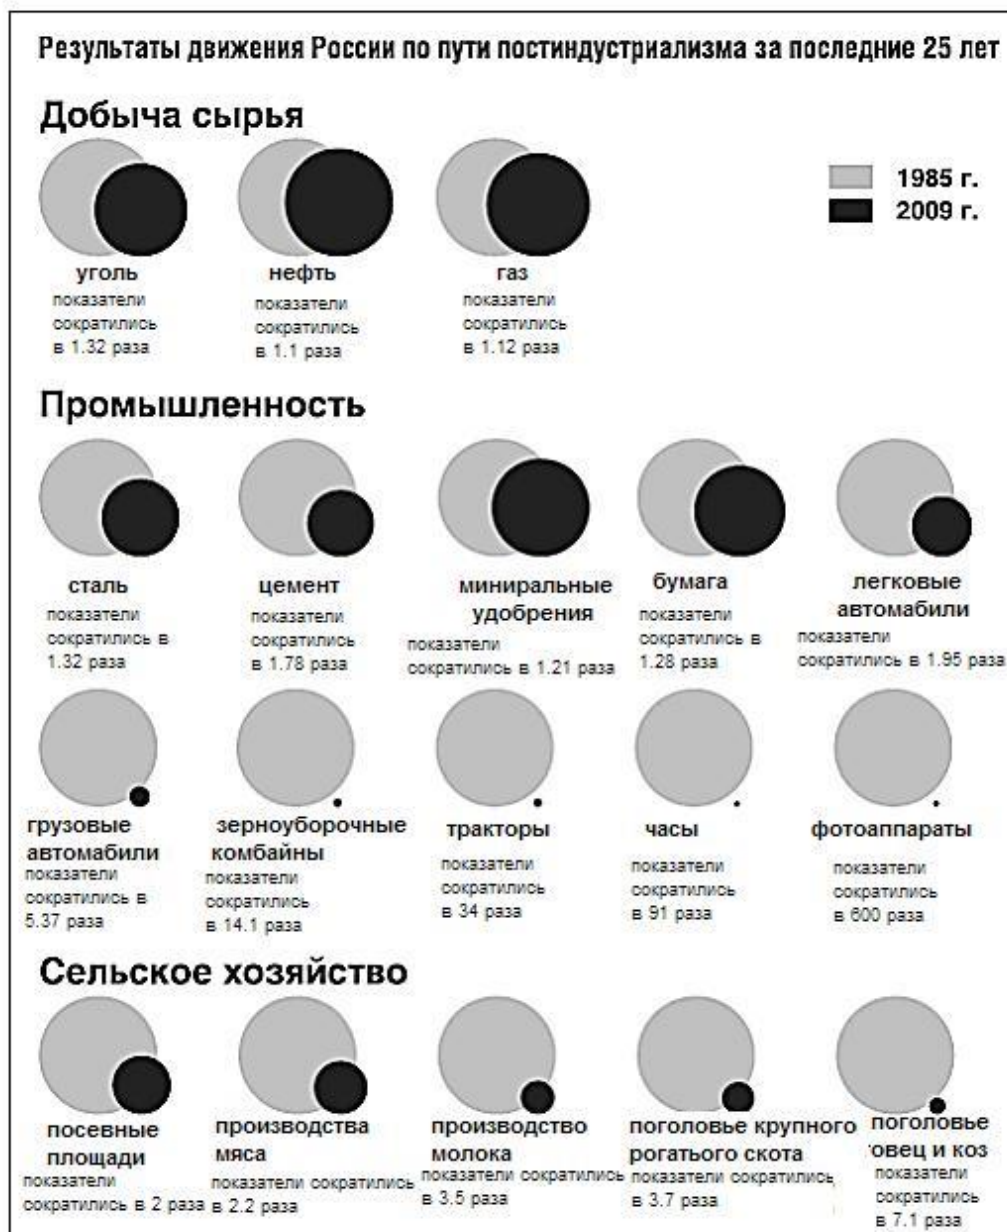 Результаты движения России по пути постиндустриализма за последние 25 лет
Добыча сырья
1985 г.
2009 г.
уголь
показатели
сократились
в 1.32 раза
нефть
показатели
сократились
в 1.1 раза
газ
показатели
сократились
в 1.12 раза
Промышленность
сталь
показатели
сократились в
1.32 раза
цемент
показатели
сократились
в 1.78 раза
миниральные
удобрения
показатели
сократились в 1.21 раза
бумага
показатели
сократились в
1.28 раза
легковые
автомабили
показатели
сократились в 1.95 раза
грузовые
автомабили
показатели
сократились в
5.37 раза
зерноуборочные
комбайны
показатели
сократились
в 14.1 раза
тракторы
показатели
сократились
в 34 раза
часы
показатели
сократились
в 91 раза
фотоаппараты
показатели
сократились
в 600 раза
Сельское хозяйство
посевные
площади
показатели
сократились в 2 раза
производства
мяса
показатели сократились
в 2.2 раза
производство
молока
показатели сократились
в 3.5 раза
поголовье крупного
рогатього скота
показатели сократились
в 3.7 раза
поголовье
овец и коз
показатели
сократились
в 7.1 раза